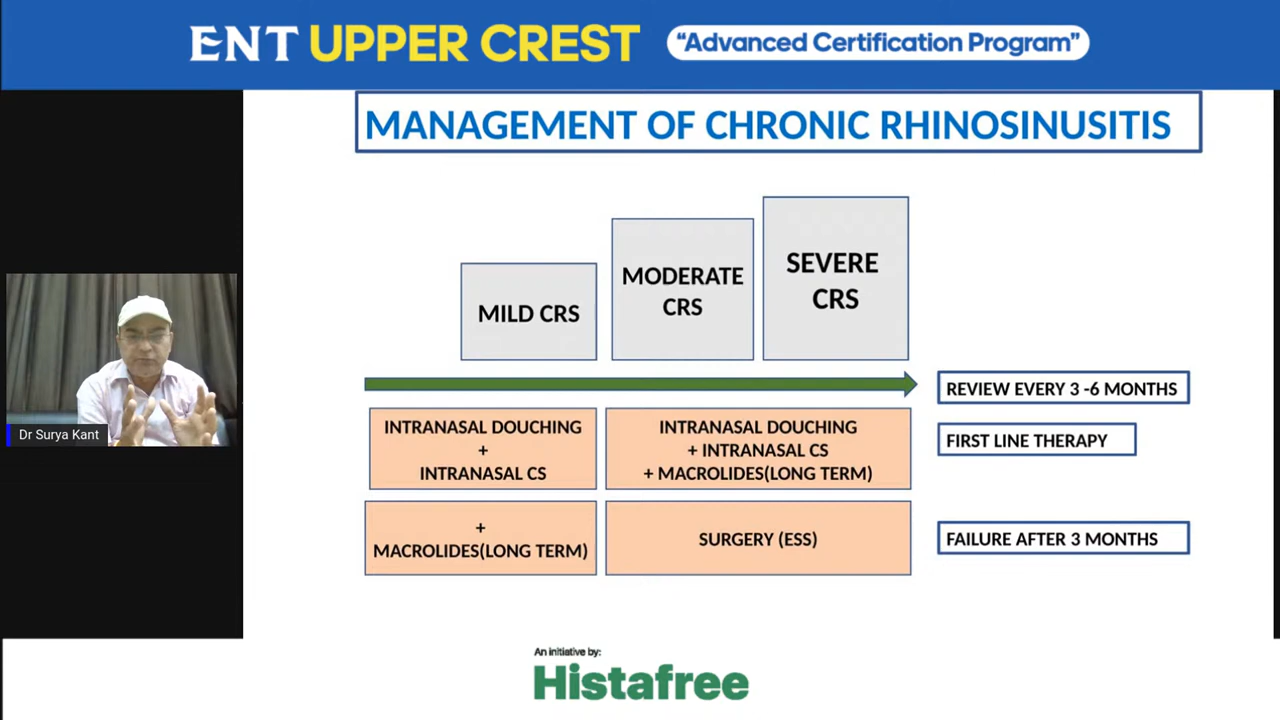 ENT UPPER CREST "Advanced Certification Program"
MANAGEMENT OF CHRONIC RHINOSINUSITIS
MILD CRS
MODERATE
CRS
SEVERE
CRS
REVIEW EVERY 3 -6 MONTHS
INTRANASAL DOUCHING
+
INTRANASAL CS
INTRANASAL DOUCHING
+ INTRANASAL CS
+ MACROLIDES(LONG TERM)
FIRST LINE THERAPY
+
MACROLIDES(LONG TERM)
SURGERY (ESS)
FAILURE AFTER 3 MONTHS
Dr Surya Kant
An initiative by:
Histafree